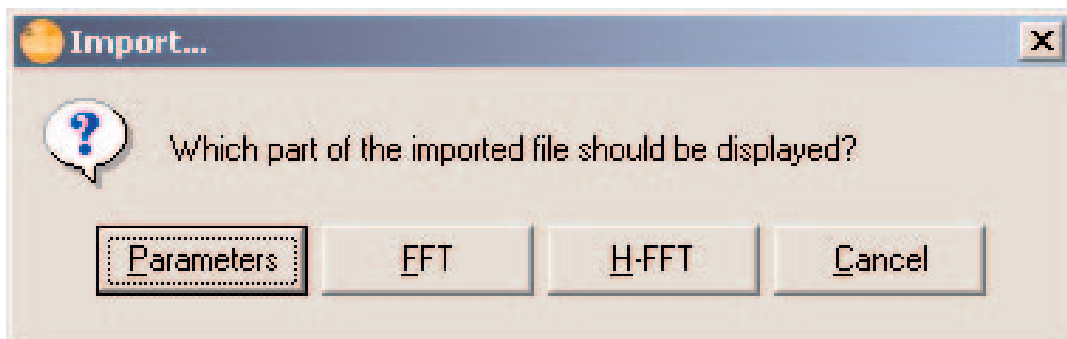 Import...
Which part of the imported file should be displayed?
Parameters FFT H-FFT Cancel